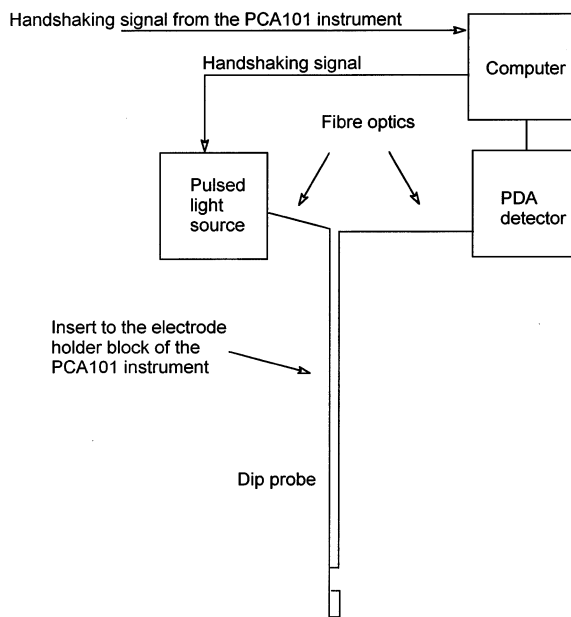 Handshaking signal from the PCA101 instrument
Computer
Handshaking signal
Fibre optics
Pulsed
light
source
PDA
detector
Insert to the electrode
holder block of the
PCA101 instrument
Dip probe